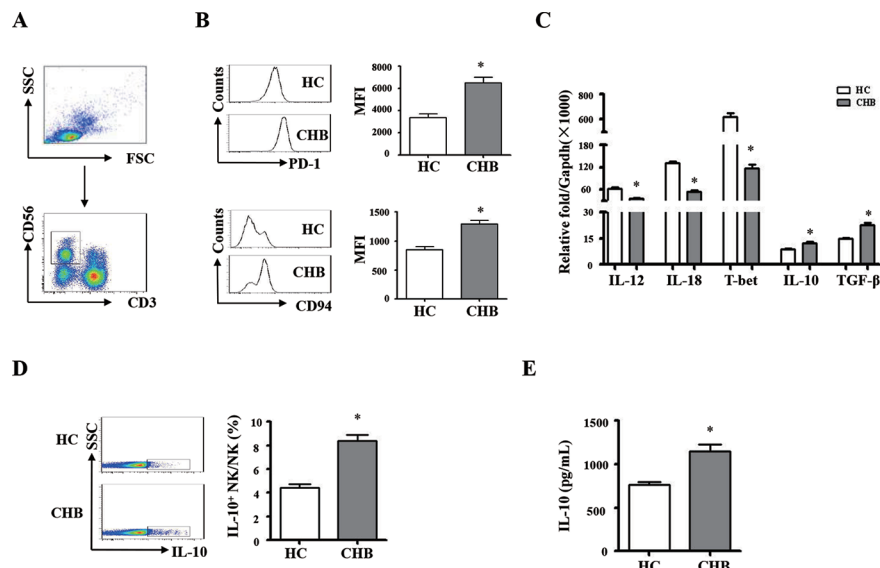 A
B
C
SSC
FSC
CD56
CD3
Counts
HC
CHB
PD-1
MFI
8000
6000
4000
2000
0
*
HC
CHB
Counts
HC
CHB
CD94
MFI
1500
1000
500
0
*
HC
CHB
Relative fold/Gapdh(×1000)
800
600
180
120
60
30
15
0
HC
CHB
*
*
*
*
*
IL-12
IL-18
T-bet
IL-10
TGF-β
D
E
HC
SSC
CHB
IL-10
IL-10⁺ NK/NK (%)
10
8
6
4
2
0
*
HC
CHB
IL-10 (pg/mL)
1500
1000
500
0
*
HC
CHB